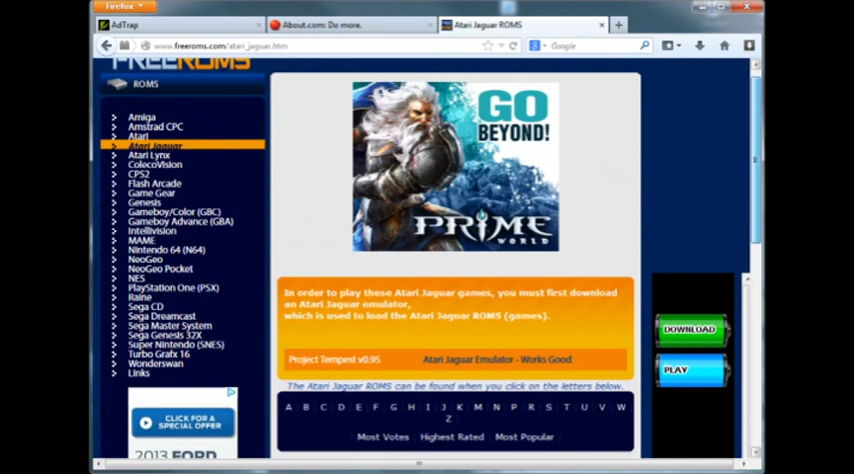 Firefox
AdTrap
About.com: Do more.
Atari Jaguar ROMS
www.freeroms.com/atari_jaguar.htm
Google
FREEROMS
ROMS
Amiga
Amstrad CPC
Atari
Atari Jaguar
Atari Lynx
ColecoVision
CPS2
Flash Arcade
Game Gear
Genesis
Gameboy/Color (GBC)
Gameboy Advance (GBA)
Intellivision
MAME
Nintendo 64 (N64)
NeoGeo
NeoGeo Pocket
NES
PlayStation One (PSX)
Raine
Sega CD
Sega Dreamcast
Sega Master System
Sega Genesis 32X
Super Nintendo (SNES)
Turbo Grafx 16
Wonderswan
Links
CLICK FOR A
SPECIAL OFFER
2013 FORD
GO
BEYOND!
PRIME
WORLD
In order to play these Atari Jaguar games, you must first download
an Atari Jaguar emulator,
which is used to load the Atari Jaguar ROMS (games).
Project Tempest v0.95 Atari Jaguar Emulator - Works Good
The Atari Jaguar ROMS can be found when you click on the letters below.
A B C D E F G H I J K M N P R S T U V W
Z
Most Votes Highest Rated Most Popular
DOWNLOAD
PLAY